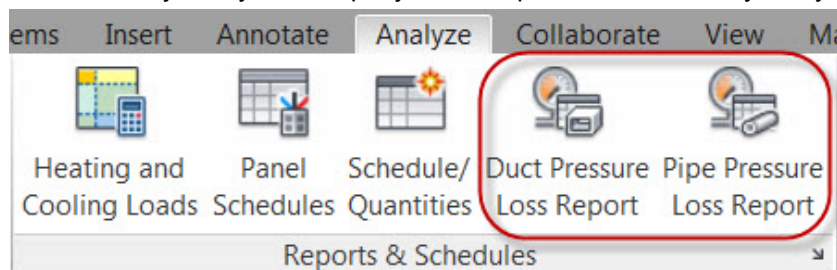 ems Insert Annotate Analyze Collaborate View Ma
Heating and Panel Schedule/ Duct Pressure Pipe Pressure
Cooling Loads Schedules Quantities Loss Report Loss Report
Reports & Schedules